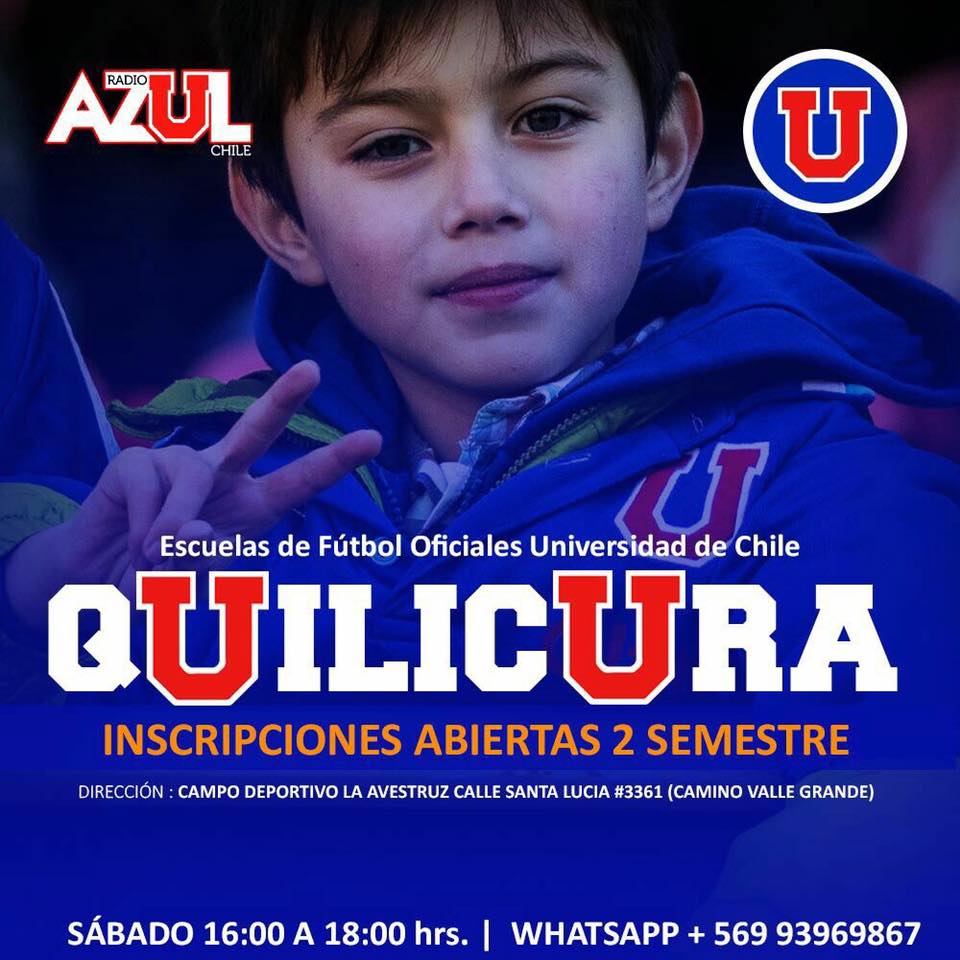 RADIO
AZUL
CHILE
U
U
Escuelas de Fútbol Oficiales Universidad de Chile
QUILICURA
INSCRIPCIONES ABIERTAS 2 SEMESTRE
DIRECCIÓN : CAMPO DEPORTIVO LA AVESTRUZ CALLE SANTA LUCIA #3361 (CAMINO VALLE GRANDE)
SÁBADO 16:00 A 18:00 hrs. | WHATSAPP + 569 93969867